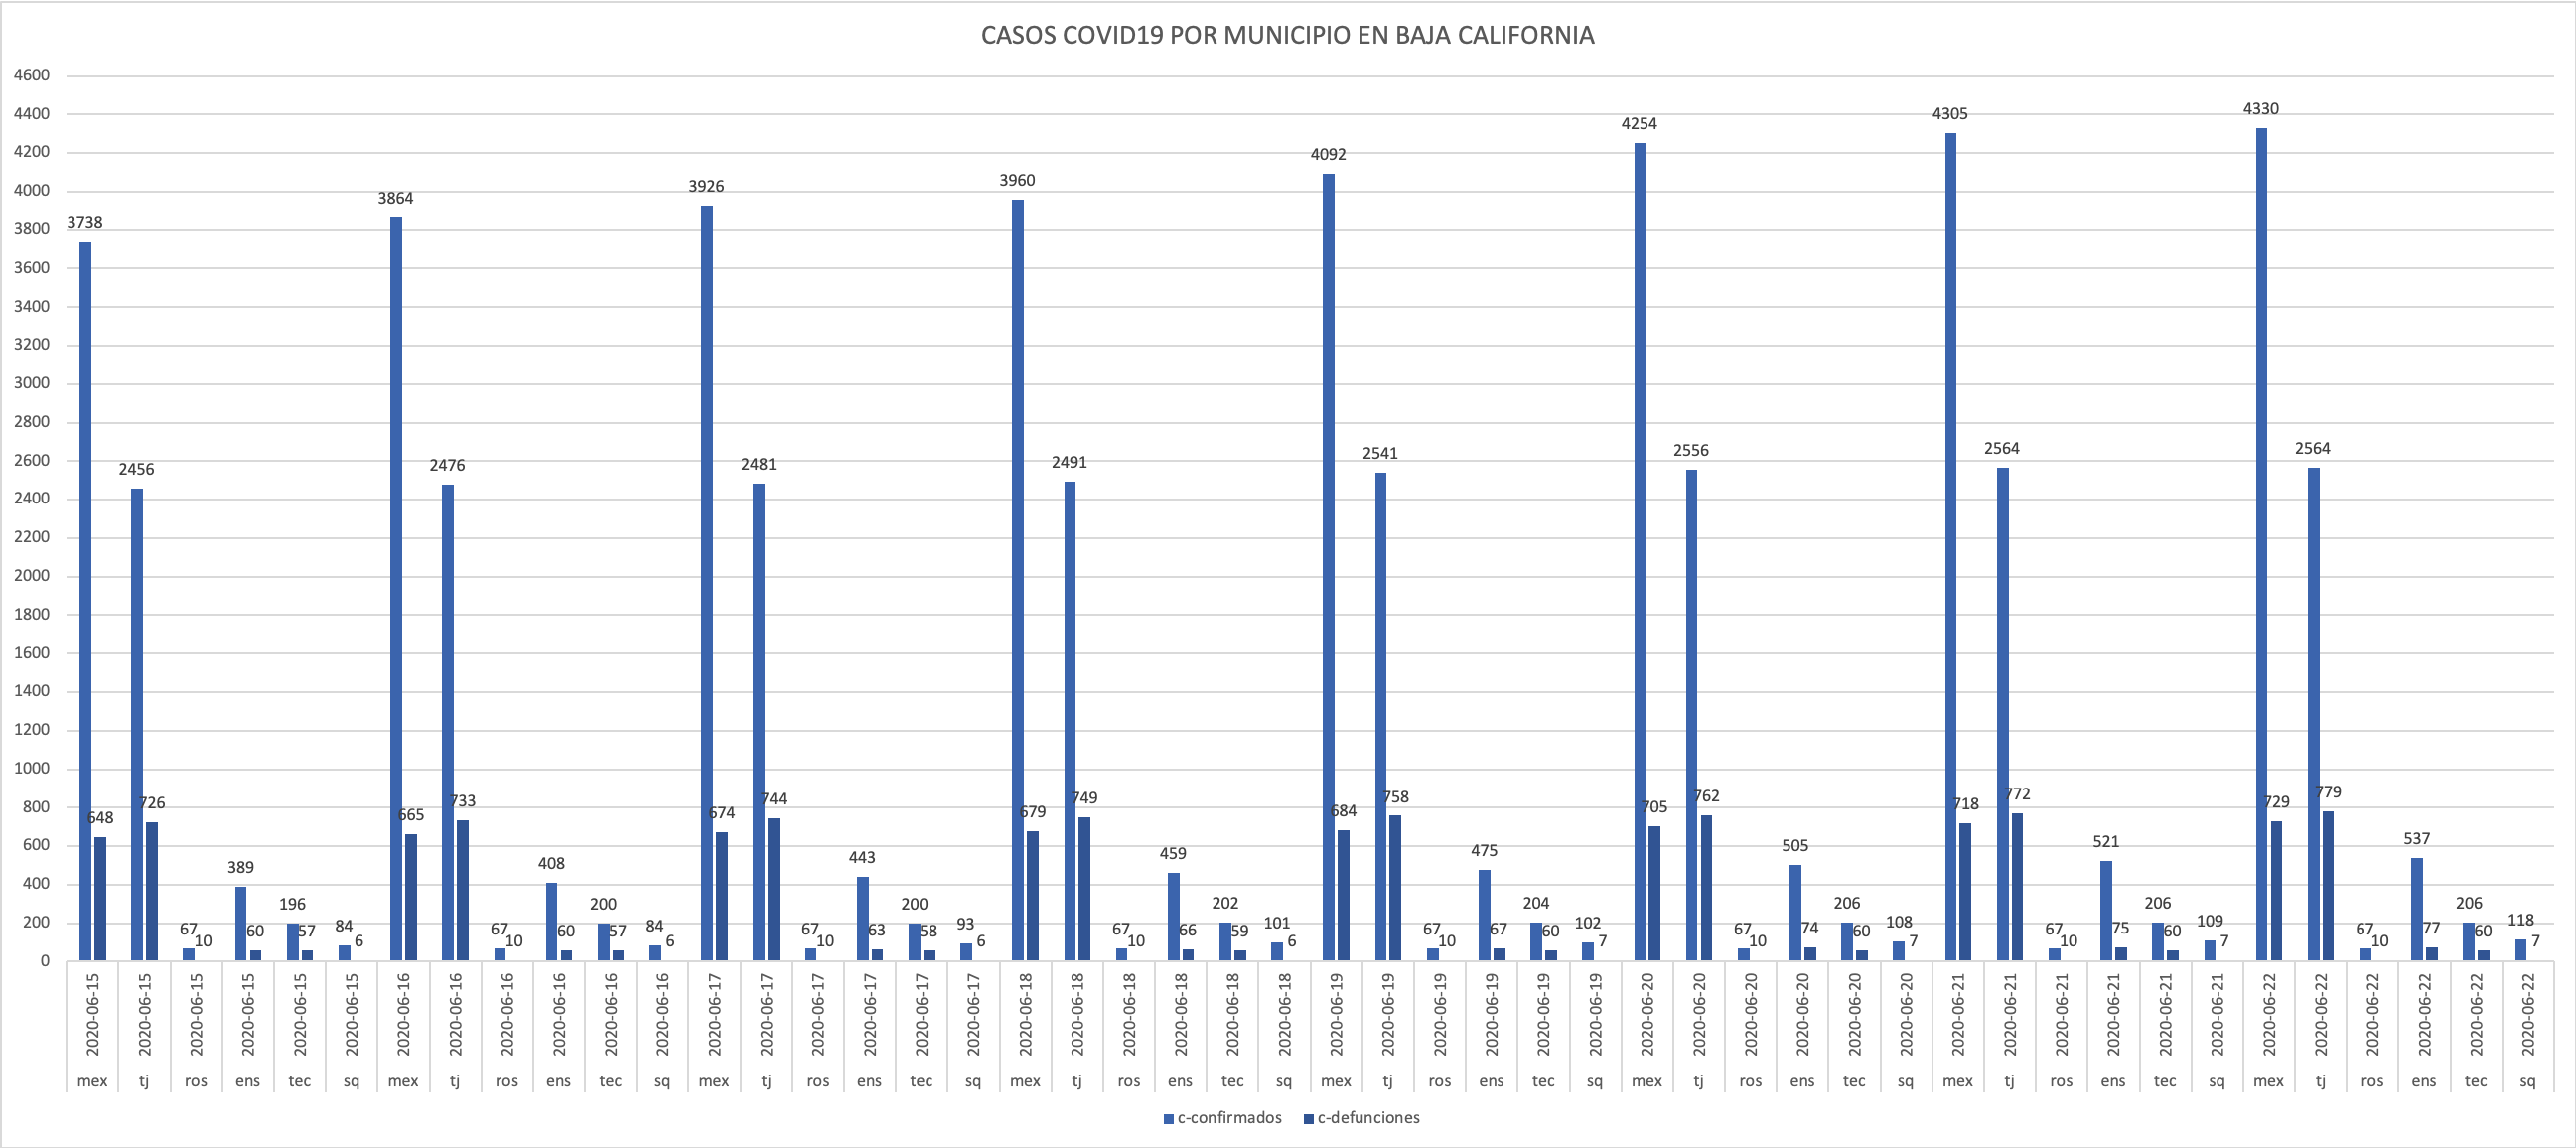 CASOS COVID19 POR MUNICIPIO EN BAJA CALIFORNIA
4600
4400
4200
4000
3800
3600
3400
3200
3000
2800
2600
2400
2200
2000
1800
1600
1400
1200
1000
800
600
400
200
0
3738 648 2456 726 67 10 389 60 196 57 84 6
3864 665 2476 733 67 10 408 60 200 57 84 6
3926 674 2481 744 67 10 443 63 200 58 93 6
3960 679 2491 749 67 10 459 66 202 59 101 6
4092 684 2541 758 67 10 475 67 204 60 102 7
4254 705 2556 762 67 10 505 74 206 60 108 7
4305 718 2564 772 67 10 521 75 206 60 109 7
4330 729 2564 779 67 10 537 77 206 60 118 7
2020-06-15 2020-06-15 2020-06-15 2020-06-15 2020-06-15 2020-06-15 2020-06-16 2020-06-16 2020-06-16 2020-06-16 2020-06-16 2020-06-16 2020-06-17 2020-06-17 2020-06-17 2020-06-17 2020-06-17 2020-06-17 2020-06-18 2020-06-18 2020-06-18 2020-06-18 2020-06-18 2020-06-18 2020-06-19 2020-06-19 2020-06-19 2020-06-19 2020-06-19 2020-06-19 2020-06-20 2020-06-20 2020-06-20 2020-06-20 2020-06-20 2020-06-20 2020-06-21 2020-06-21 2020-06-21 2020-06-21 2020-06-21 2020-06-21 2020-06-22 2020-06-22 2020-06-22 2020-06-22 2020-06-22 2020-06-22
mex tj ros ens tec sq mex tj ros ens tec sq mex tj ros ens tec sq mex tj ros ens tec sq mex tj ros ens tec sq mex tj ros ens tec sq mex tj ros ens tec sq mex tj ros ens tec sq
c-confirmados c-defunciones